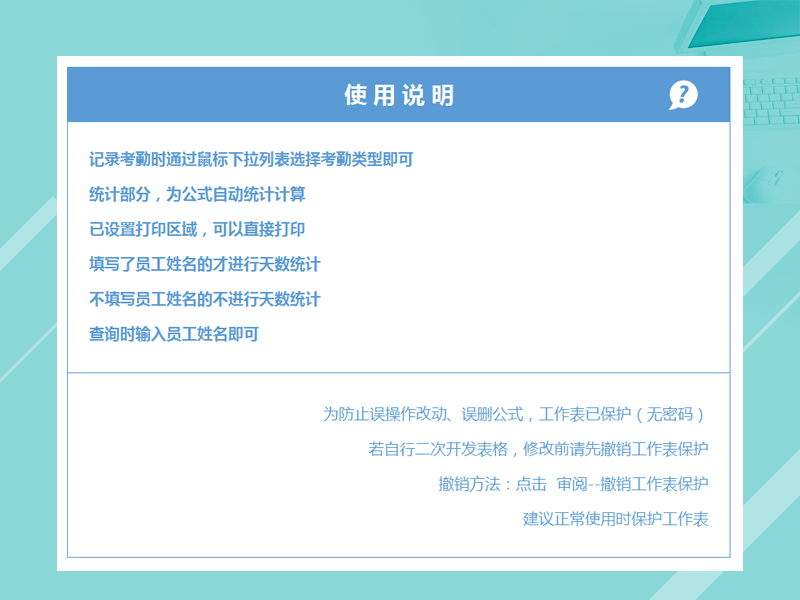 使用说明
?
记录考勤时通过鼠标下拉列表选择考勤类型即可
统计部分，为公式自动统计计算
已设置打印区域，可以直接打印
填写了员工姓名的才进行天数统计
不填写员工姓名的不进行天数统计
查询时输入员工姓名即可
为防止误操作改动、误删公式，工作表已保护（无密码）
若自行二次开发表格，修改前请先撤销工作表保护
撤销方法：点击 审阅--撤销工作表保护
建议正常使用时保护工作表